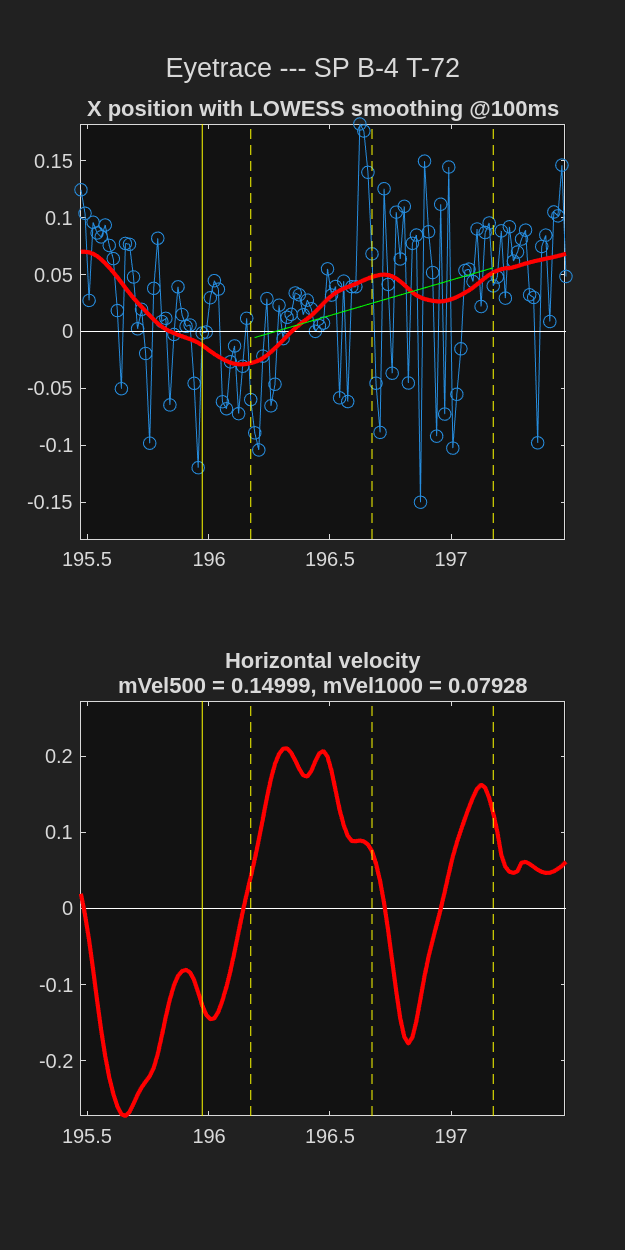 Eyetrace --- SP B-4 T-72
X position with LOWESS smoothing @100ms
0.15
0.1
0.05
0
-0.05
-0.1
-0.15
195.5 196 196.5 197
Horizontal velocity
mVel500 = 0.14999, mVel1000 = 0.07928
0.2
0.1
0
-0.1
-0.2
195.5 196 196.5 197